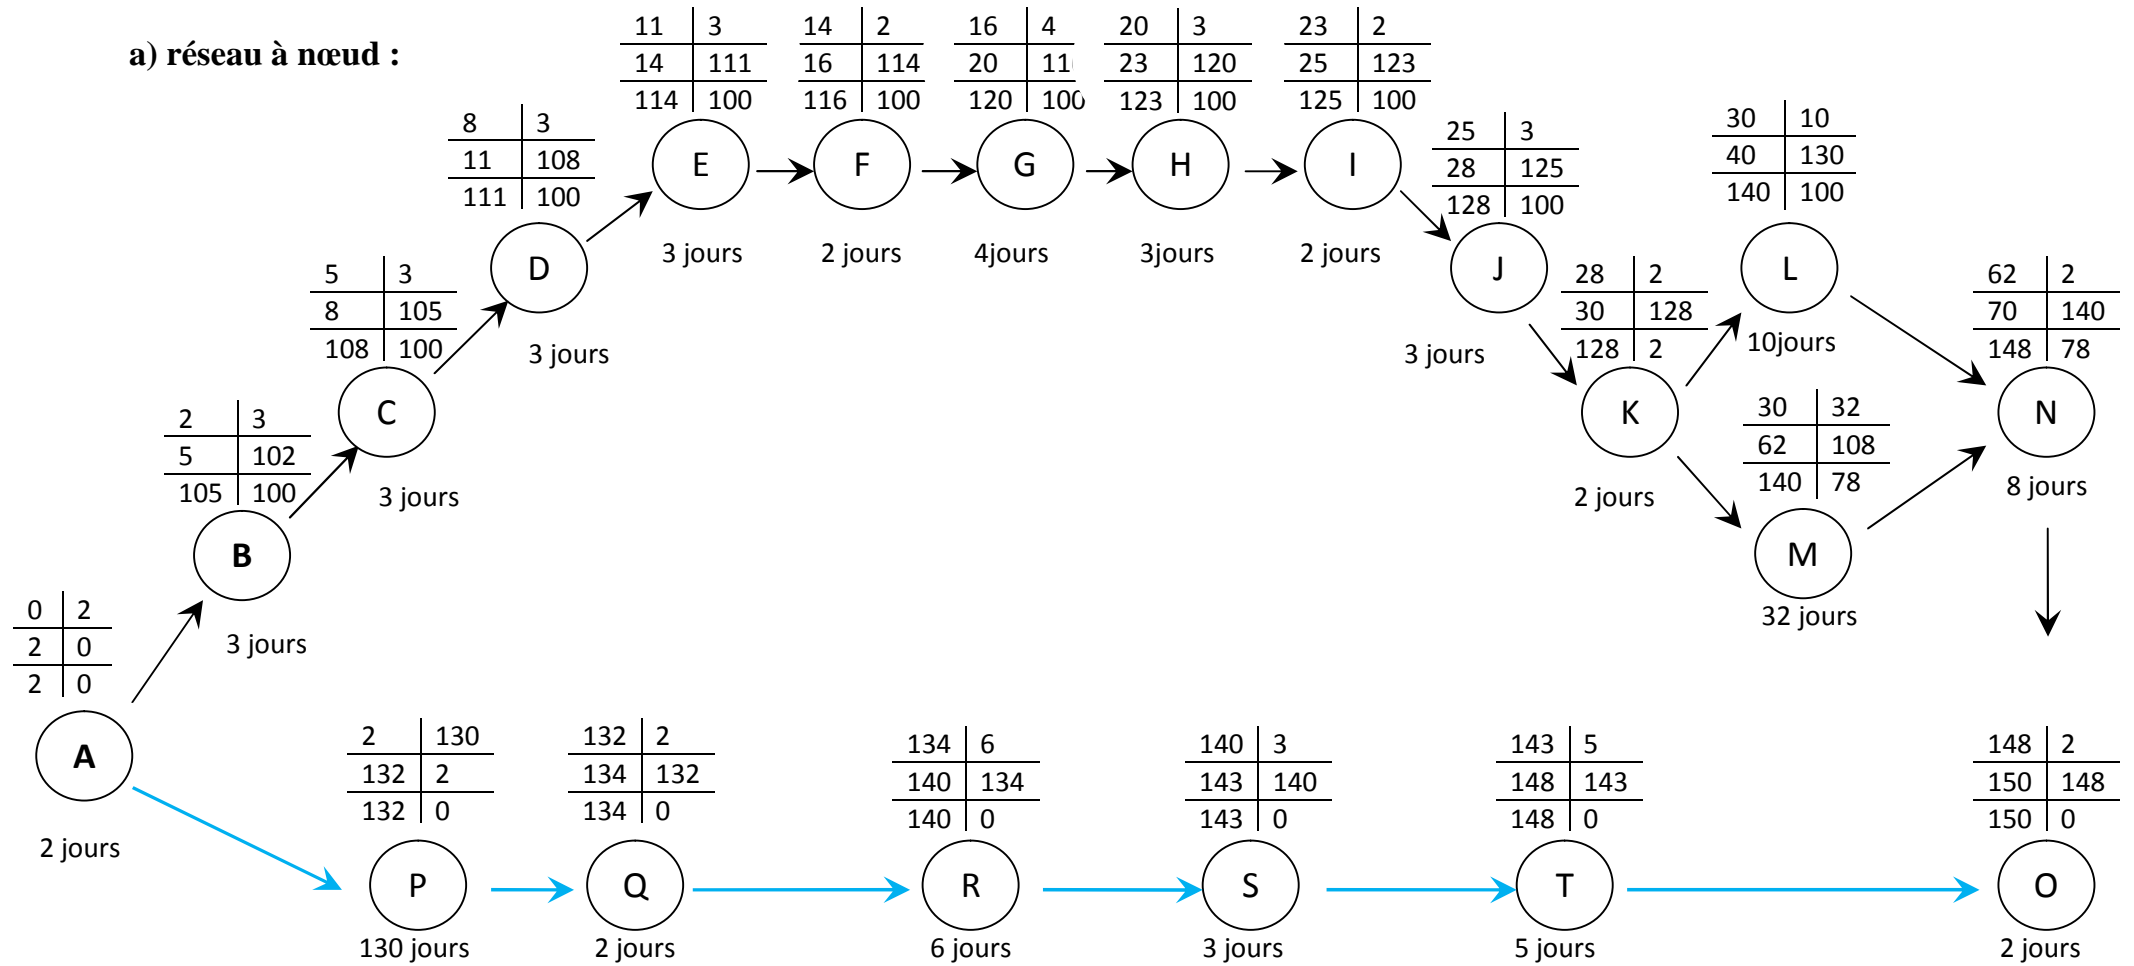 a) réseau à nœud :
11 3
14 111
114 100
E
3 jours
14 2
16 114
116 100
F
2 jours
16 4
20
120 100
G
4jours
20 3
23 120
123 100
H
3jours
23 2
25 123
125 100
I
2 jours
8 3
11 108
111 100
D
3 jours
25 3
28 125
128 100
J
3 jours
30 10
40 130
140 100
L
10jours
5 3
8 105
108 100
C
3 jours
28 2
30 128
128 2
K
2 jours
62 2
70 140
148 78
N
8 jours
2 3
5 102
105 100
B
3 jours
30 32
62 108
140 78
M
32 jours
0 2
2 0
2 0
A
2 jours
2 130
132 2
132 0
P
130 jours
132 2
134 132
134 0
Q
2 jours
134 6
140 134
140 0
R
6 jours
140 3
143 140
143 0
S
3 jours
143 5
148 143
148 0
T
5 jours
148 2
150 148
150 0
O
2 jours